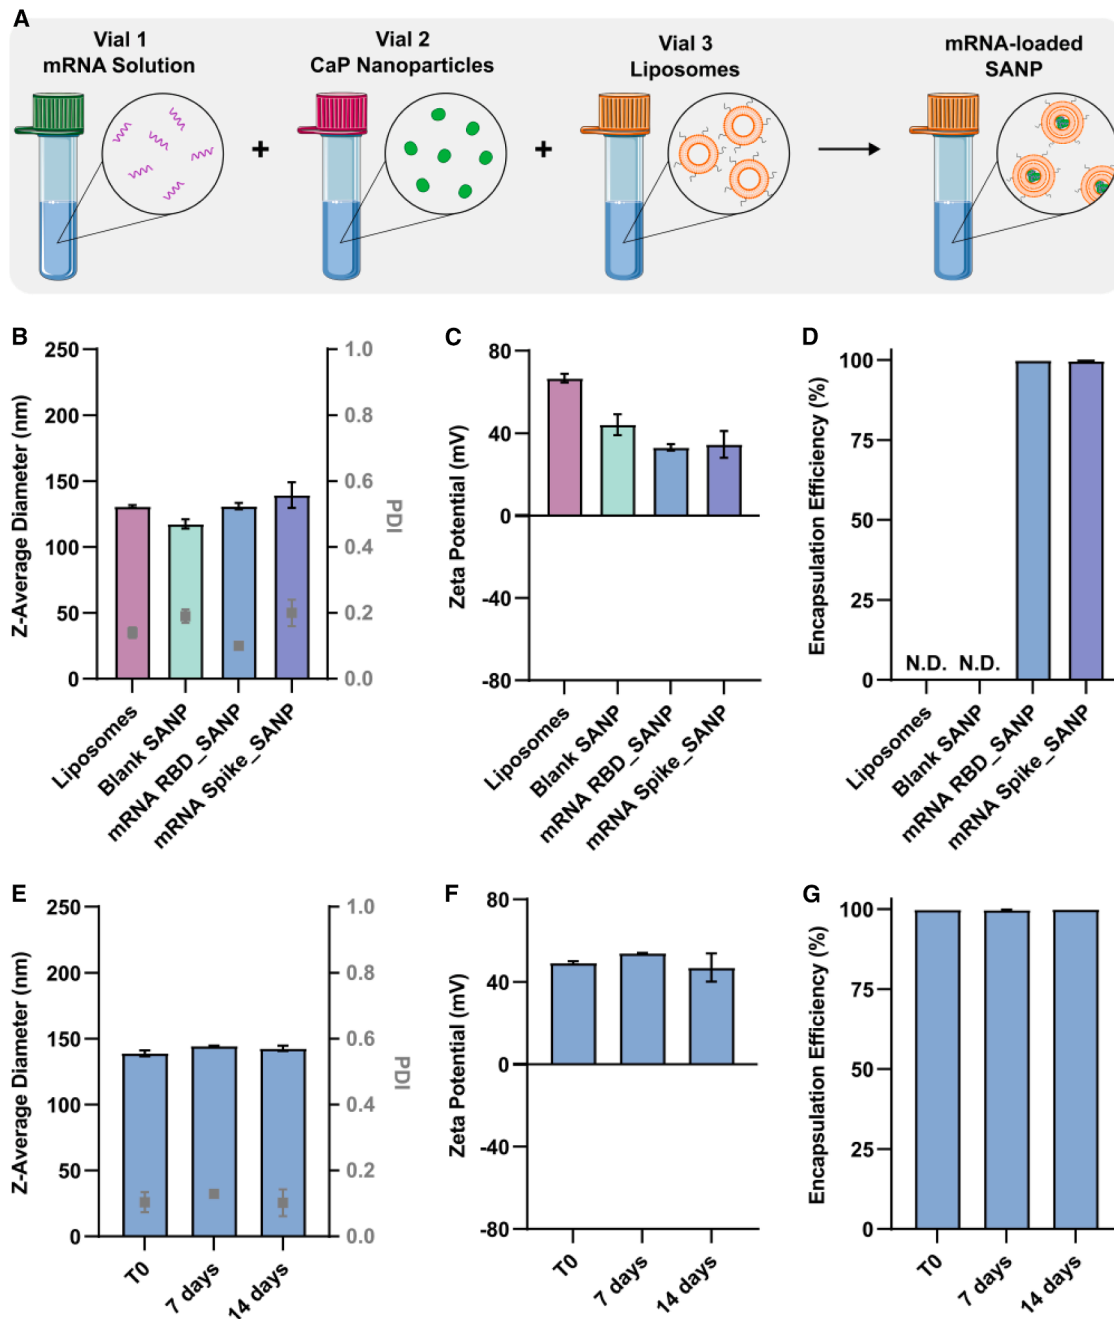 A
Vial 1
mRNA Solution
Vial 2
CaP Nanoparticles
Vial 3
Liposomes
mRNA-loaded
SANP
+
+
B
Z-Average Diameter (nm)
250
200
150
100
50
0
1.0
0.8
0.6
0.4
0.2
0.0
PDI
Liposomes
Blank SANP
mRNA RBD_SANP
mRNA Spike_SANP
C
Zeta Potential (mV)
80
40
0
-40
-80
Liposomes
Blank SANP
mRNA RBD_SANP
mRNA Spike_SANP
D
Encapsulation Efficiency (%)
100
75
50
25
0
N.D. N.D.
Liposomes
Blank SANP
mRNA RBD_SANP
mRNA Spike_SANP
E
Z-Average Diameter (nm)
250
200
150
100
50
0
1.0
0.8
0.6
0.4
0.2
0.0
PDI
T0
7 days
14 days
F
Zeta Potential (mV)
80
40
0
-40
-80
T0
7 days
14 days
G
Encapsulation Efficiency (%)
100
75
50
25
0
T0
7 days
14 days